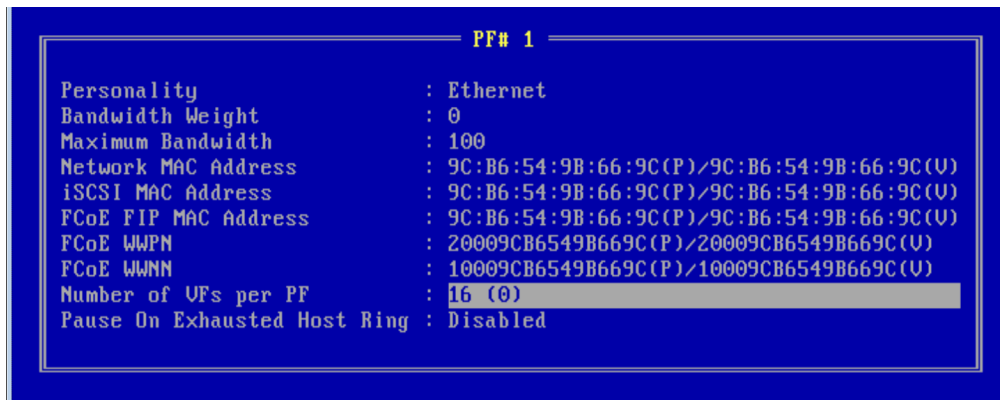 PF# 1
Personality : Ethernet
Bandwidth Weight : 0
Maximum Bandwidth : 100
Network MAC Address : 9C:B6:54:9B:66:9C(P)/9C:B6:54:9B:66:9C(V)
iSCSI MAC Address : 9C:B6:54:9B:66:9C(P)/9C:B6:54:9B:66:9C(V)
FCoE FIP MAC Address : 9C:B6:54:9B:66:9C(P)/9C:B6:54:9B:66:9C(V)
FCoE WWPN : 20009CB6549B669C(P)/20009CB6549B669C(V)
FCoE WWNN : 10009CB6549B669C(P)/10009CB6549B669C(V)
Number of VFs per PF : 16 (0)
Pause On Exhausted Host Ring : Disabled